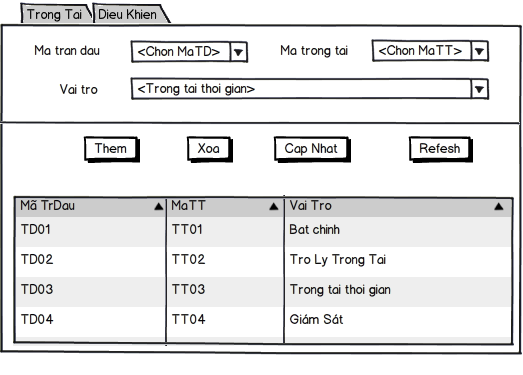 Trong Tai Dieu Khien
Ma tran dau <Chon MaTD> Ma trong tai <Chon MaTT>
Vai tro <Trong tai thoi gian>
Them Xoa Cap Nhat Refesh
Mã TrDau MaTT Vai Tro
TD01 TT01 Bat chinh
TD02 TT02 Tro Ly Trong Tai
TD03 TT03 Trong tai thoi gian
TD04 TT04 Giám Sát